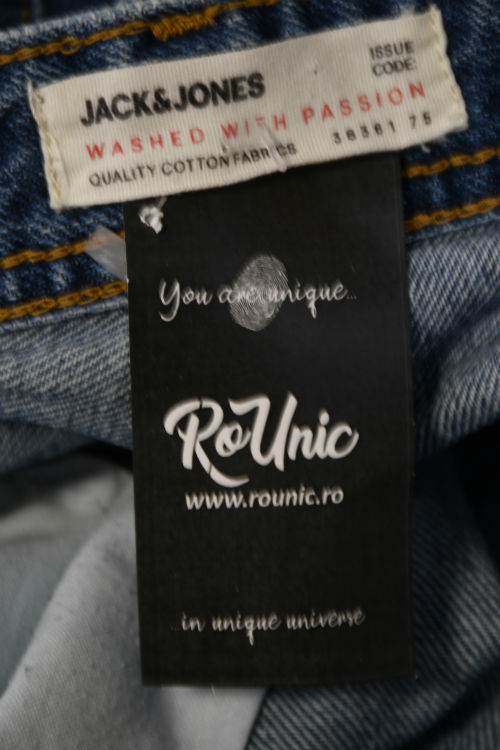 JACK&JONES
ISSUE
CODE:
WASHED WITH PASSION
QUALITY COTTON FABRICS
38361 75
You are unique...
RoUnic
www.rounic.ro
...in unique universe